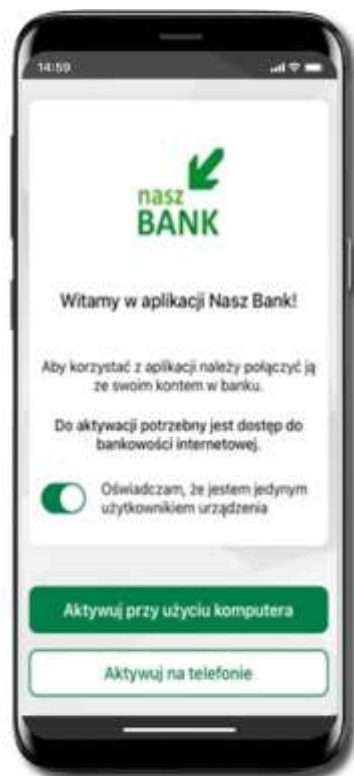 14:59
nasz
BANK
Witamy w aplikacji Nasz Bank!
Aby korzystać z aplikacji należy połączyć ją
ze swoim kontem w banku.
Do aktywacji potrzebny jest dostęp do
bankowości internetowej.
Oświadczam, że jestem jedynym
użytkownikiem urządzenia
Aktywuj przy użyciu komputera
Aktywuj na telefonie